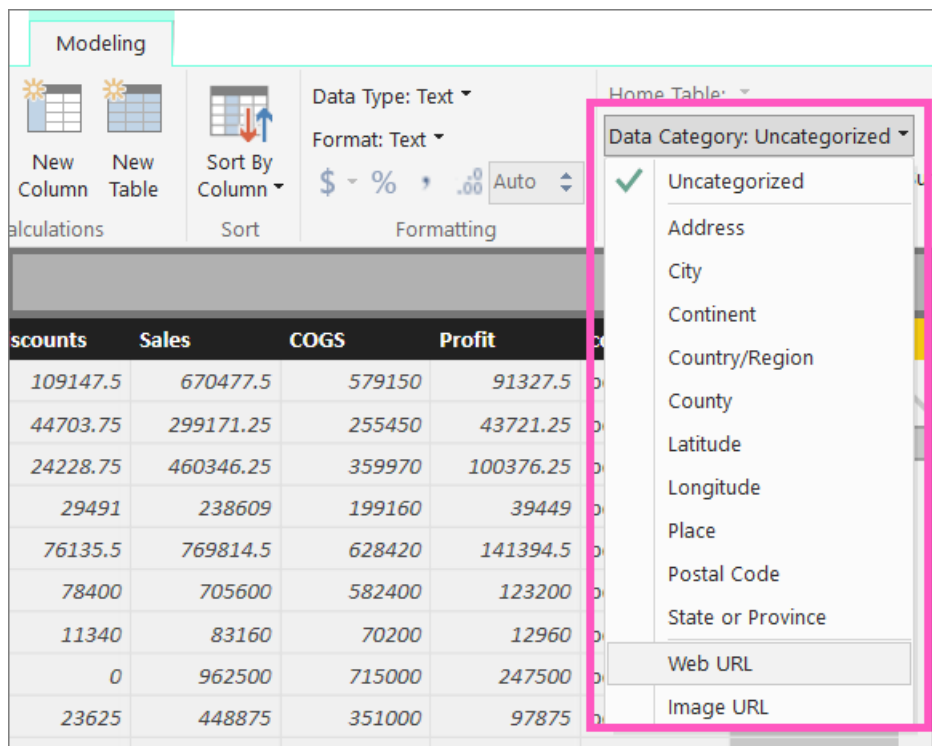 Modeling
New Column
New Table
Sort By Column
Data Type: Text
Format: Text
$ % , .00 Auto
Home Table:
alculations
Sort
Formatting
Data Category: Uncategorized
Uncategorized
Address
City
Continent
Country/Region
County
Latitude
Longitude
Place
Postal Code
State or Province
Web URL
Image URL
scounts Sales COGS Profit
109147.5 670477.5 579150 91327.5
44703.75 299171.25 255450 43721.25
24228.75 460346.25 359970 100376.25
29491 238609 199160 39449
76135.5 769814.5 628420 141394.5
78400 705600 582400 123200
11340 83160 70200 12960
0 962500 715000 247500
23625 448875 351000 97875